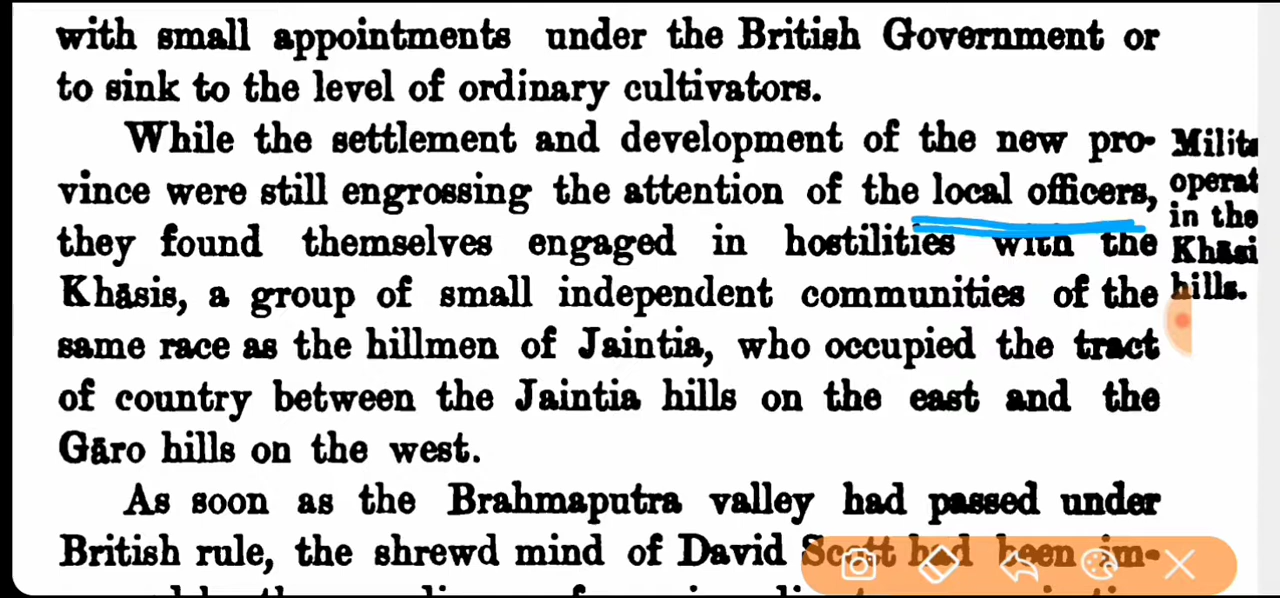 with small appointments under the British Government or
to sink to the level of ordinary cultivators.
While the settlement and development of the new pro-
vince were still engrossing the attention of the local officers,
they found themselves engaged in hostilities with the
Khāsis, a group of small independent communities of the
same race as the hillmen of Jaintia, who occupied the tract
of country between the Jaintia hills on the east and the
Gāro hills on the west.
As soon as the Brahmaputra valley had passed under
British rule, the shrewd mind of David Scott had been im-
Milita
operat
in the
Khāsi
hills.